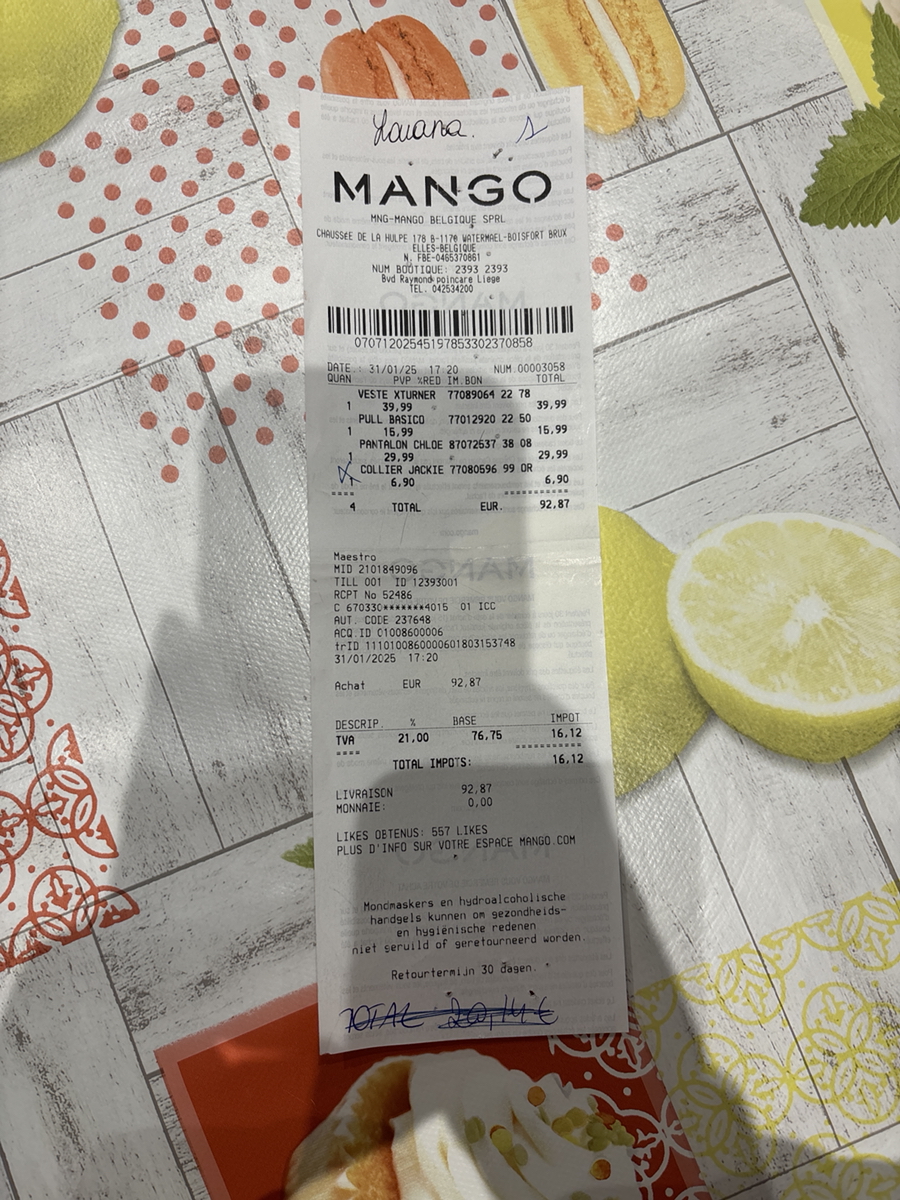 Louana. 1
MANGO
MNG-MANGO BELGIQUE SPRL
CHAUSSéE DE LA HULPE 178 B-1170 WATERMAEL-BOISFORT BRUX
ELLES-BELGIQUE
N. FBE-0465370861
NUM BOUTIQUE: 2393 2393
Bvd Raymond poincare Liege
TEL. 042534200
07071202545197853302370858
DATE : 31/01/25 17:20 NUM.00003058
QUAN PVP %RED IM.BON TOTAL
VESTE XTURNER 77089064 22 78
1 39,99 39,99
PULL BASICO 77012920 22 50
1 15,99 15,99
PANTALON CHLOE 87072637 38 08
1 29,99 29,99
COLLIER JACKIE 77080596 99 OR
6,90 6,90
==== ===========
4 TOTAL EUR. 92,87
Maestro
MID 2101849096
TILL 001 ID 12393001
RCPT No 52486
C 670330*******4015 01 ICC
AUT. CODE 237648
ACQ ID 01008600006
trID 1110100860000601803153748
31/01/2025 17:20
Achat EUR 92,87
DESCRIP. % BASE IMPOT
TVA 21,00 76,75 16,12
==== ===========
TOTAL IMPOTS: 16,12
LIVRAISON 92,87
MONNAIE: 0,00
LIKES OBTENUS: 557 LIKES
PLUS D'INFO SUR VOTRE ESPACE MANGO.COM
Mondmaskers en hydroalcoholische
handgels kunnen om gezondheids-
en hygiënische redenen
niet geruild of geretourneerd worden.
Retourtermijn 30 dagen.
TOTAL 20,14 €